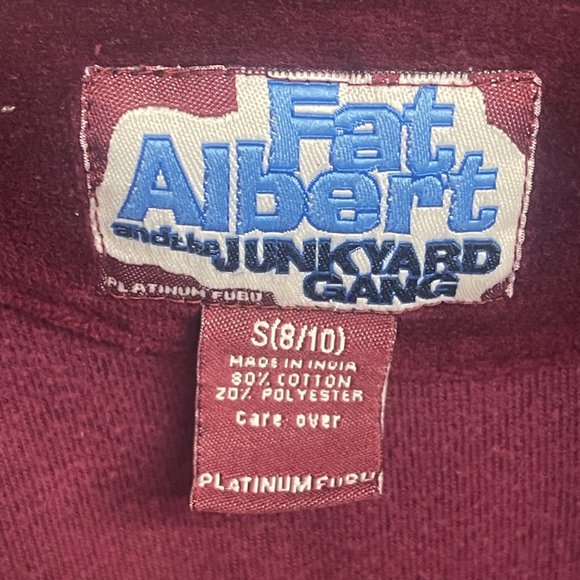 Fat
Albert
and the JUNKYARD
GANG
PLATINUM FUBU
S(8/10)
MADE IN INDIA
80% COTTON
20% POLYESTER
Care over
PLATINUM FUBU